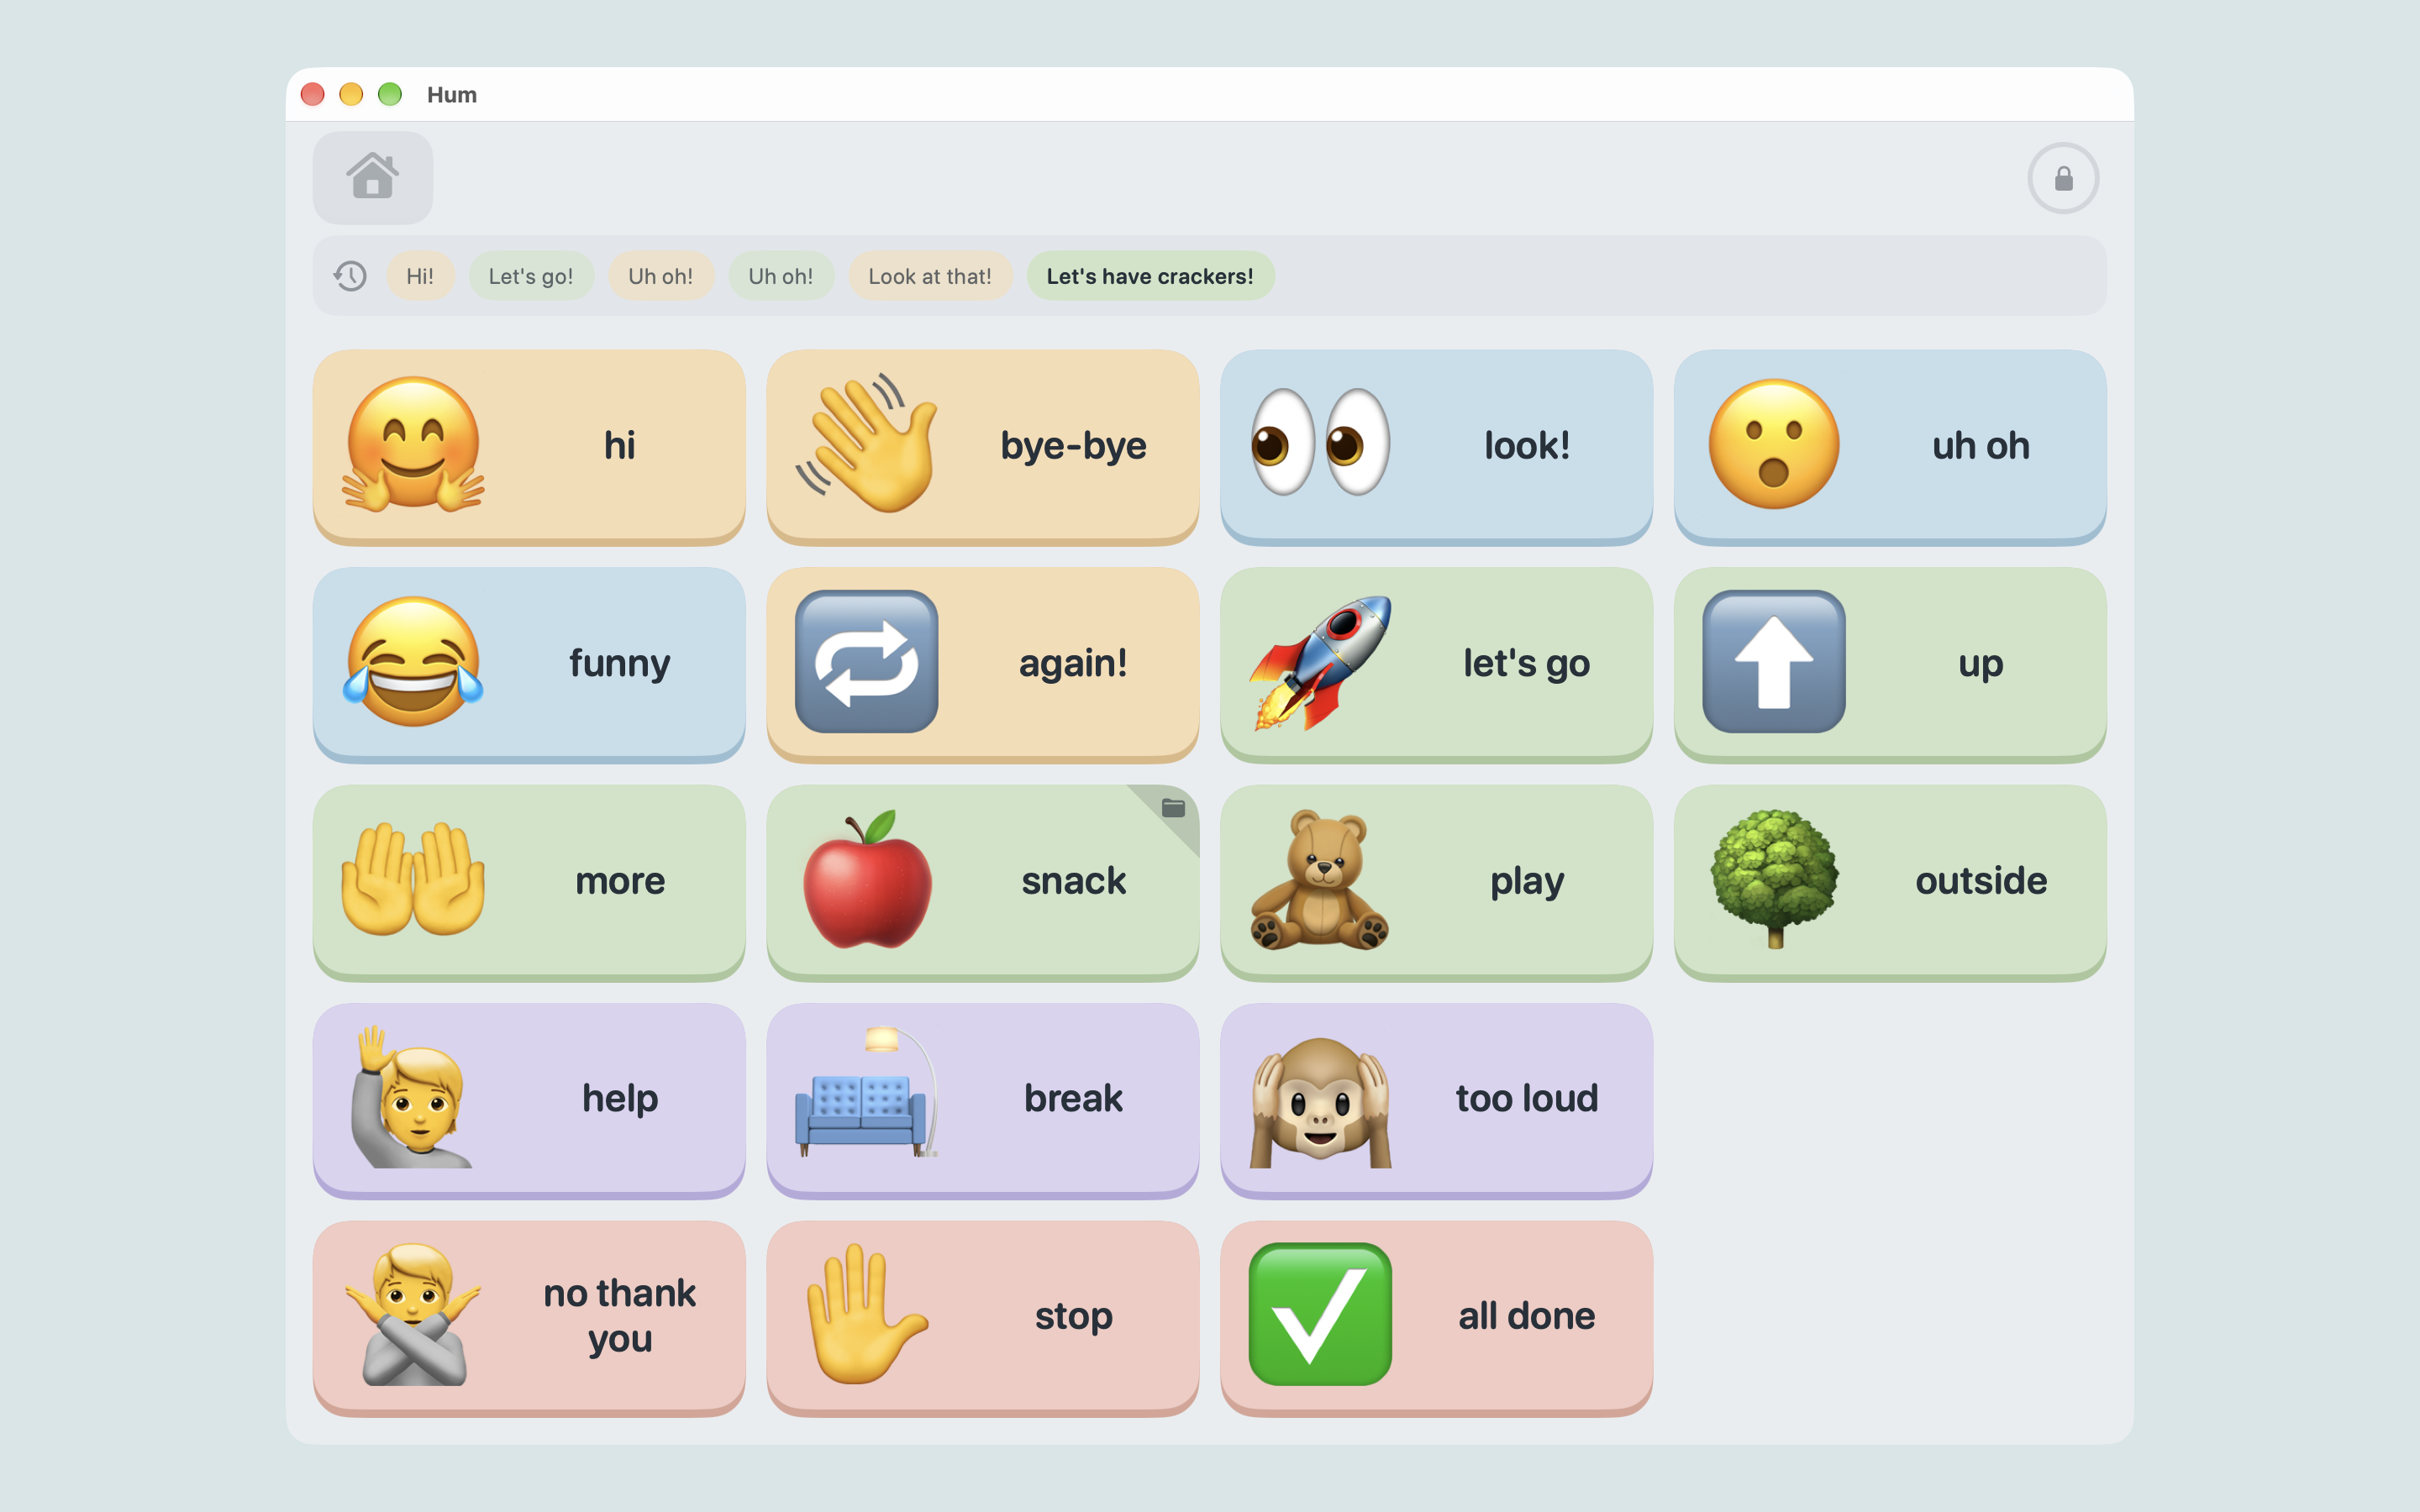 Hum
Hi! Let's go! Uh oh! Uh oh! Look at that! Let's have crackers!
hi
bye-bye
look!
uh oh
funny
again!
let's go
up
more
snack
play
outside
help
break
too loud
no thank
you
stop
all done